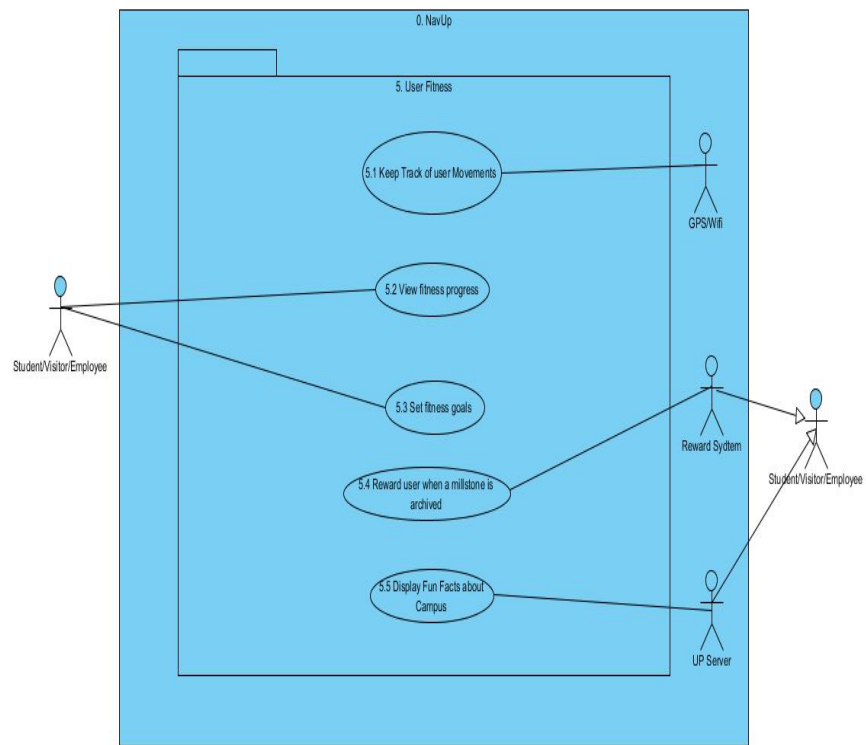 0. NavUp
5. User Fitness
5.1 Keep Track of user Movements
GPS/Wifi
5.2 View fitness progress
Student/Visitor/Employee
5.3 Set fitness goals
Reward Sydtem
Student/Visitor/Employee
5.4 Reward user when a millstone is
archived
5.5 Display Fun Facts about
Campus
UP Server